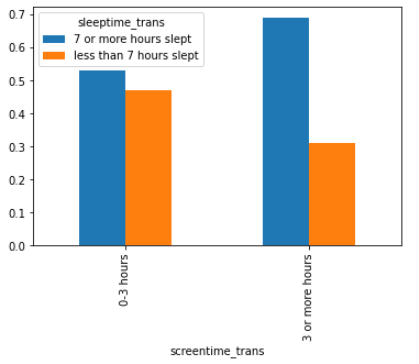 sleeptime_trans
7 or more hours slept
less than 7 hours slept
0.7
0.6
0.5
0.4
0.3
0.2
0.1
0.0
0-3 hours
3 or more hours
screentime_trans